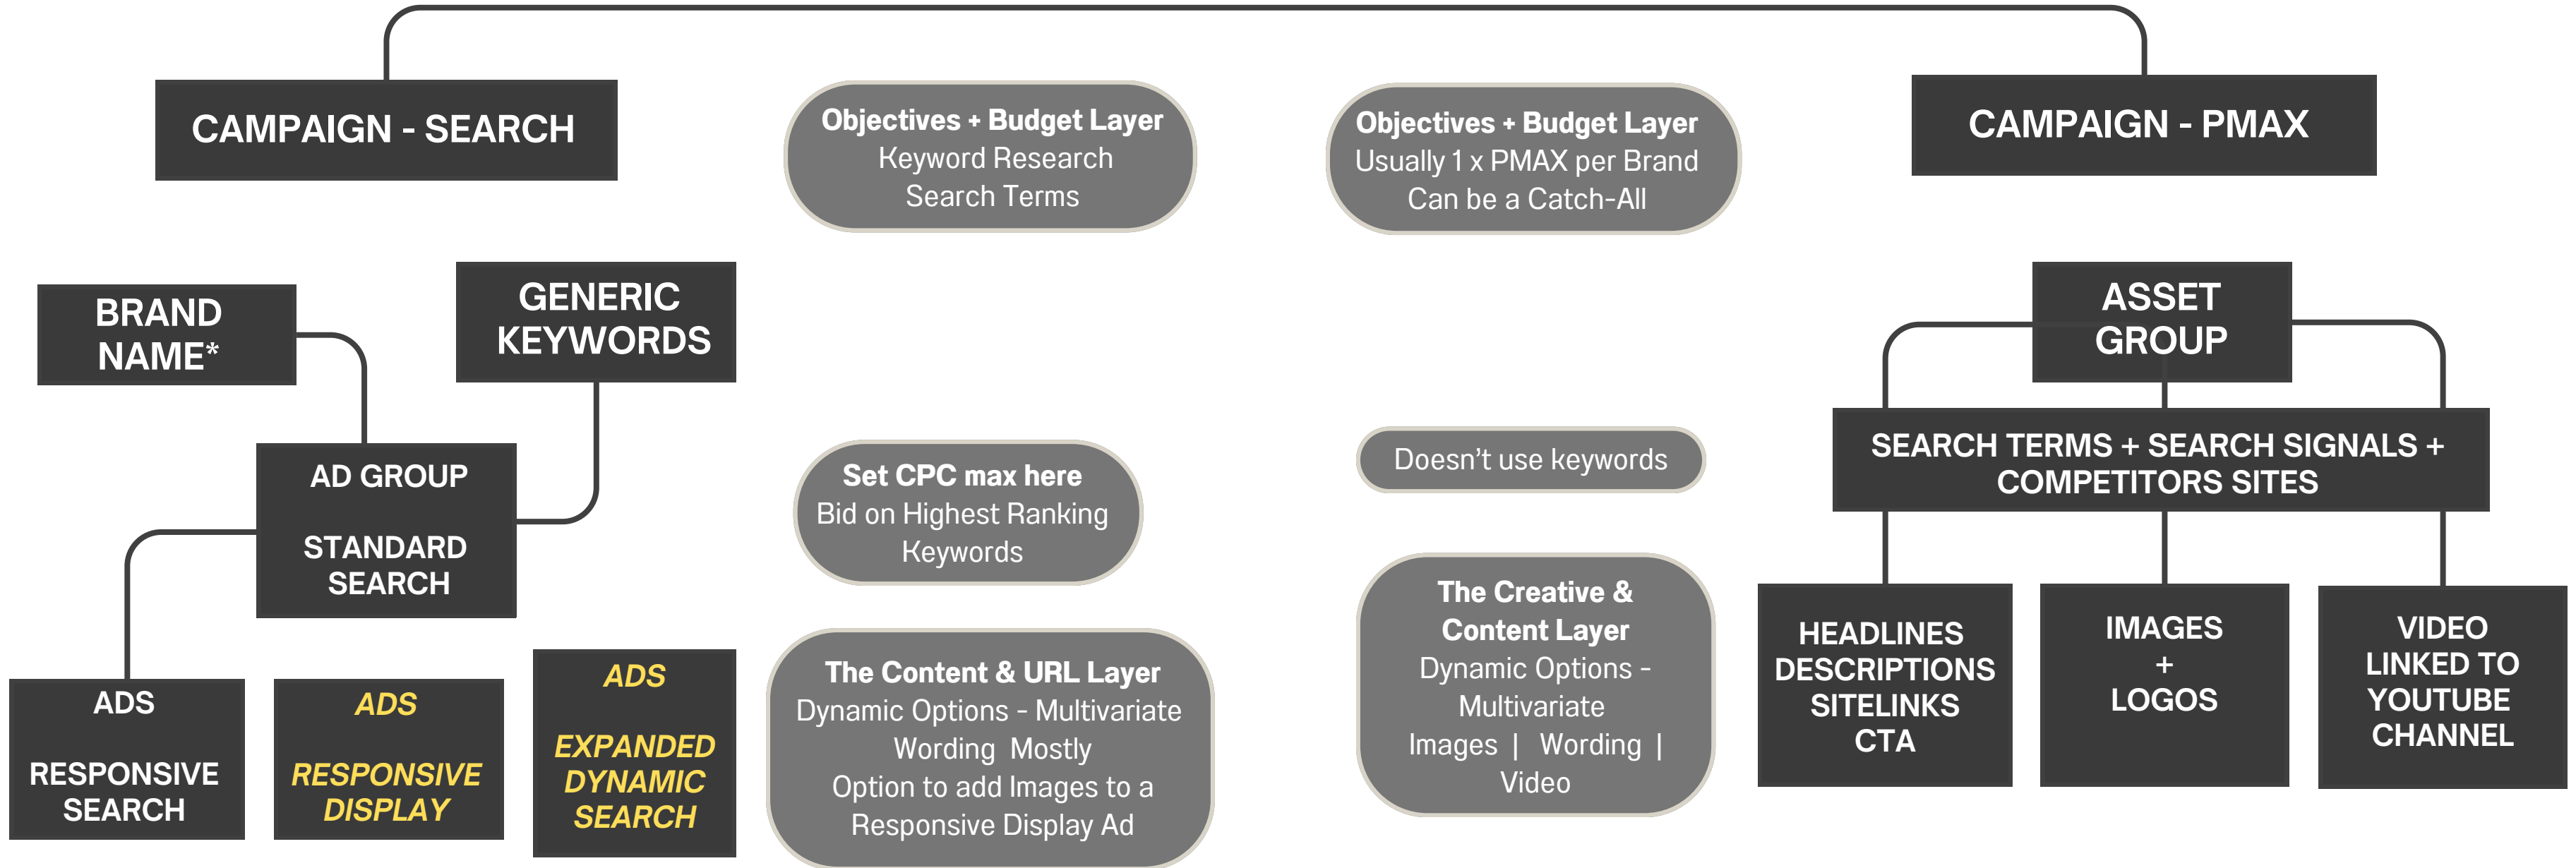 CAMPAIGN - SEARCH
Objectives + Budget Layer
Keyword Research
Search Terms
Objectives + Budget Layer
Usually 1 x PMAX per Brand
Can be a Catch-All
CAMPAIGN - PMAX
BRAND
NAME*
GENERIC
KEYWORDS
ASSET
GROUP
AD GROUP
STANDARD
SEARCH
Set CPC max here
Bid on Highest Ranking
Keywords
Doesn't use keywords
SEARCH TERMS + SEARCH SIGNALS +
COMPETITORS SITES
ADS
RESPONSIVE
SEARCH
ADS
RESPONSIVE
DISPLAY
ADS
EXPANDED
DYNAMIC
SEARCH
The Content & URL Layer
Dynamic Options - Multivariate
Wording Mostly
Option to add Images to a
Responsive Display Ad
The Creative &
Content Layer
Dynamic Options -
Multivariate
Images | Wording |
Video
HEADLINES
DESCRIPTIONS
SITELINKS
CTA
IMAGES
+
LOGOS
VIDEO
LINKED TO
YOUTUBE
CHANNEL